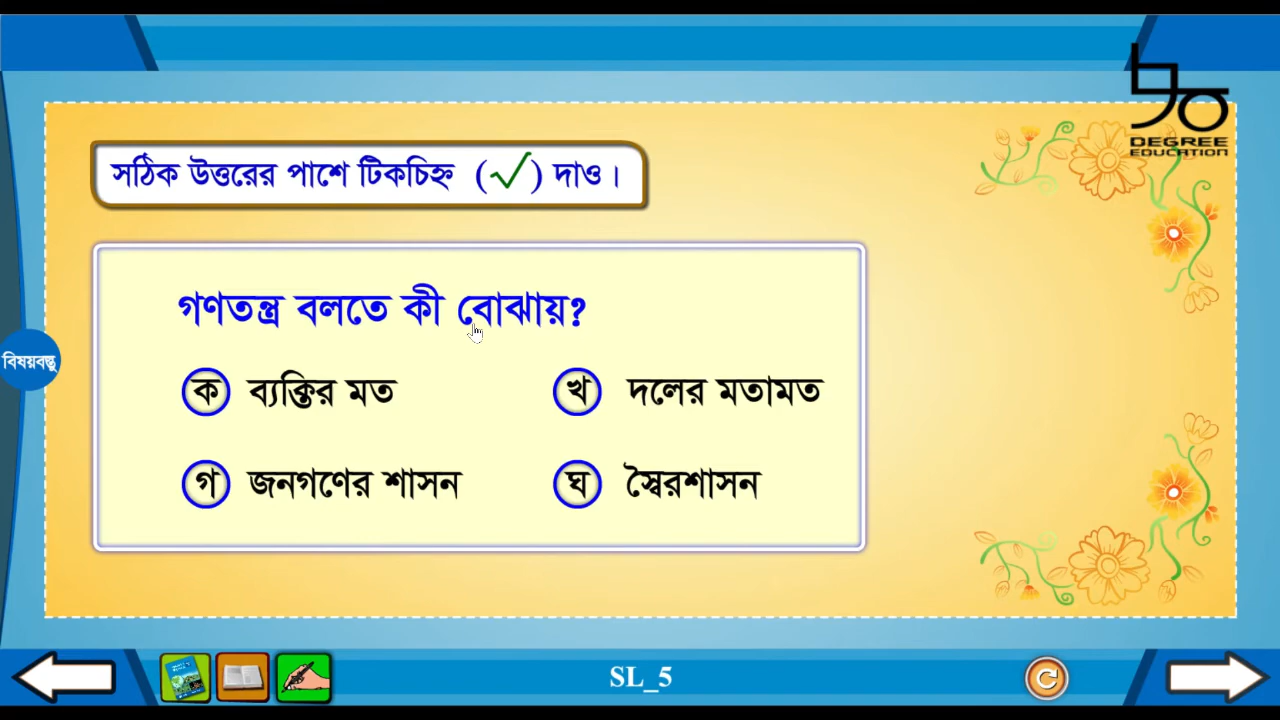 DEGREE
EDUCATION
সঠিক উত্তরের পাশে টিকচিহ্ন (✓) দাও।
গণতন্ত্র বলতে কী বোঝায়?
ক ব্যক্তির মত খ দলের মতামত
গ জনগণের শাসন ঘ স্বৈরশাসন
বিষয়বস্তু
SL_5